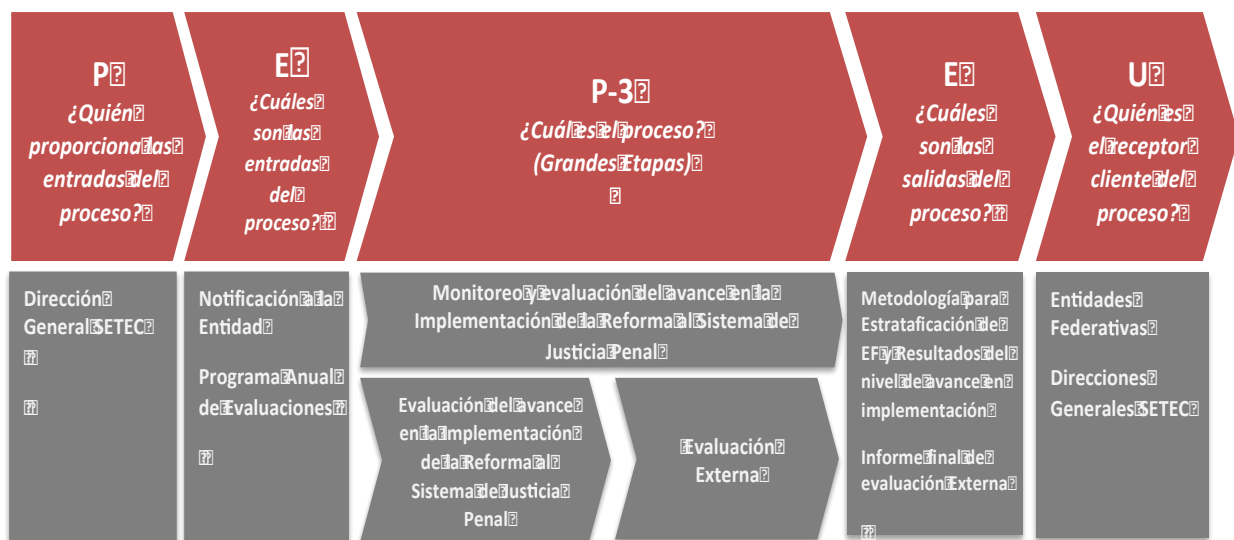 P
¿Quién
proporciona las
entradas del
proceso?
E
¿Cuáles
son las
entradas
del
proceso?
P-3
¿Cuál es el proceso?
(Grandes Etapas)
E
¿Cuáles
son las
salidas del
proceso?
U
¿Quién es
el receptor
cliente del
proceso?
Dirección
General SETEC
Notificación a la
Entidad
Programa Anual
de Evaluaciones
Monitoreo y evaluación del avance en la
Implementación de la Reforma al Sistema de
Justicia Penal
Evaluación del avance
en la Implementación
de la Reforma al
Sistema de Justicia
Penal
Evaluación
Externa
Metodología para
Estrataficación de
EF y Resultados del
nivel de avance en
implementación
Informe final de
evaluación Externa
Entidades
Federativas
Direcciones
Generales SETEC